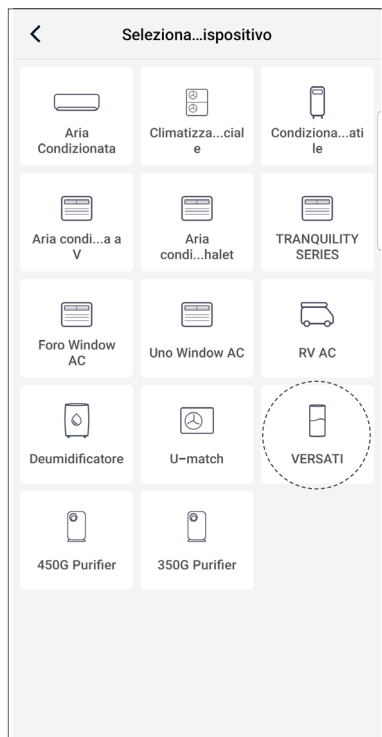 Seleziona...ispositivo
Aria
Condizionata
Climatizza...cial
e
Condiziona...ati
le
Aria condi...a a
V
Aria
condi...halet
TRANQUILITY
SERIES
Foro Window
AC
Uno Window AC
RV AC
Deumidificatore
U-match
VERSATI
450G Purifier
350G Purifier